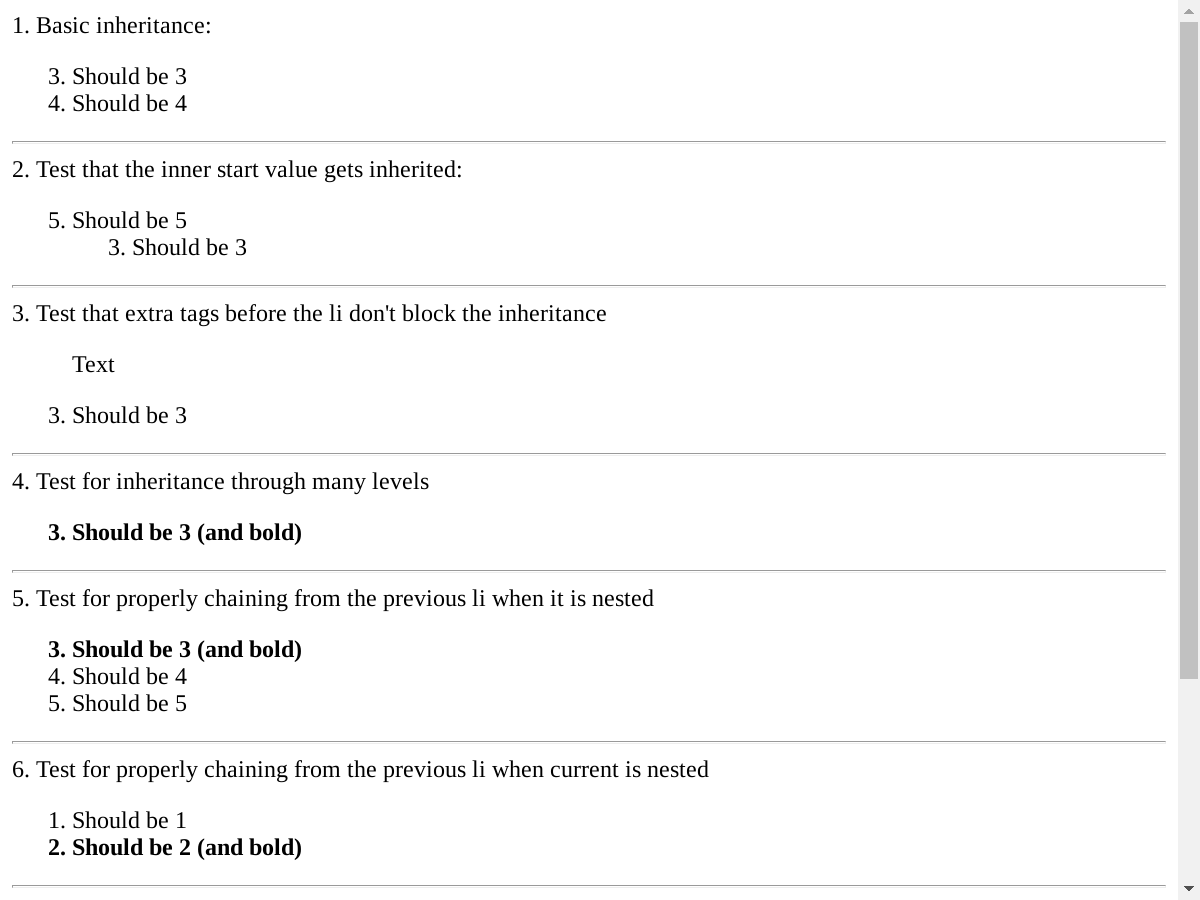 1. Basic inheritance:
3. Should be 3
4. Should be 4
2. Test that the inner start value gets inherited:
5. Should be 5
3. Should be 3
3. Test that extra tags before the li don't block the inheritance
Text
3. Should be 3
4. Test for inheritance through many levels
3. Should be 3 (and bold)
5. Test for properly chaining from the previous li when it is nested
3. Should be 3 (and bold)
4. Should be 4
5. Should be 5
6. Test for properly chaining from the previous li when current is nested
1. Should be 1
2. Should be 2 (and bold)